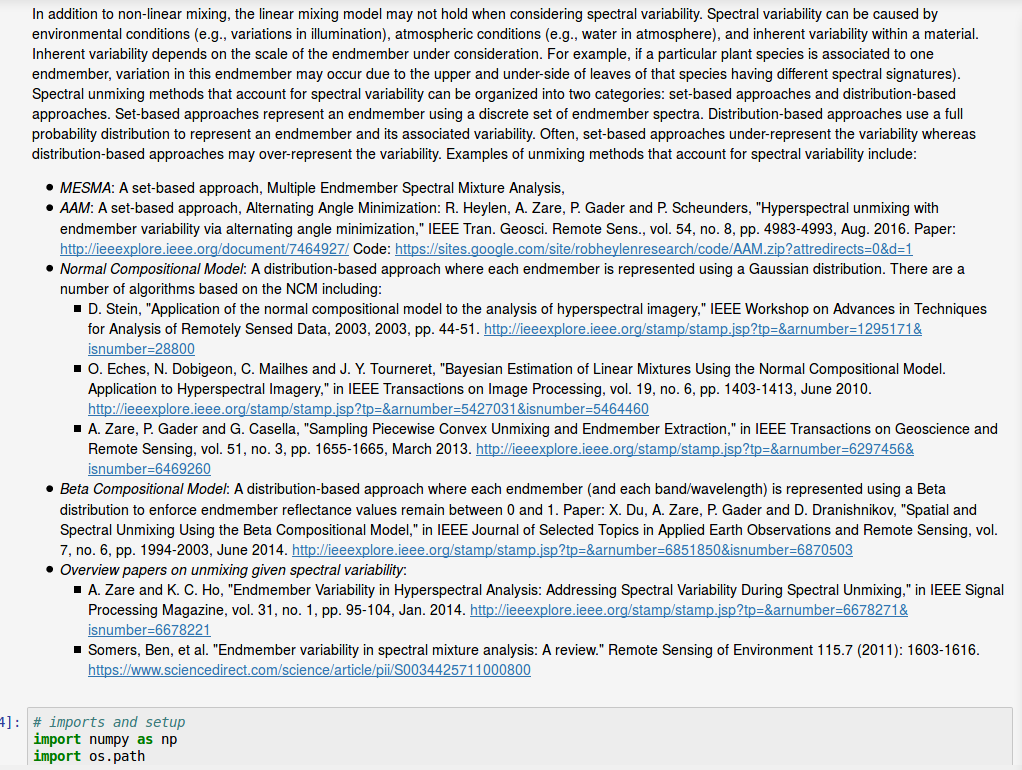 In addition to non-linear mixing, the linear mixing model may not hold when considering spectral variability. Spectral variability can be caused by
environmental conditions (e.g., variations in illumination), atmospheric conditions (e.g., water in atmosphere), and inherent variability within a material.
Inherent variability depends on the scale of the endmember under consideration. For example, if a particular plant species is associated to one
endmember, variation in this endmember may occur due to the upper and under-side of leaves of that species having different spectral signatures).
Spectral unmixing methods that account for spectral variability can be organized into two categories: set-based approaches and distribution-based
approaches. Set-based approaches represent an endmember using a discrete set of endmember spectra. Distribution-based approaches use a full
probability distribution to represent an endmember and its associated variability. Often, set-based approaches under-represent the variability whereas
distribution-based approaches may over-represent the variability. Examples of unmixing methods that account for spectral variability include:
• MESMA: A set-based approach, Multiple Endmember Spectral Mixture Analysis,
• AAM: A set-based approach, Alternating Angle Minimization: R. Heylen, A. Zare, P. Gader and P. Scheunders, "Hyperspectral unmixing with
endmember variability via alternating angle minimization," IEEE Tran. Geosci. Remote Sens., vol. 54, no. 8, pp. 4983-4993, Aug. 2016. Paper:
http://ieeexplore.ieee.org/document/7464927/ Code: https://sites.google.com/site/robheylenresearch/code/AAM.zip?attredirects=0&d=1
• Normal Compositional Model: A distribution-based approach where each endmember is represented using a Gaussian distribution. There are a
number of algorithms based on the NCM including:
■ D. Stein, "Application of the normal compositional model to the analysis of hyperspectral imagery," IEEE Workshop on Advances in Techniques
for Analysis of Remotely Sensed Data, 2003, 2003, pp. 44-51. http://ieeexplore.ieee.org/stamp/stamp.jsp?tp=&arnumber=1295171&
isnumber=28800
■ O. Eches, N. Dobigeon, C. Mailhes and J. Y. Tourneret, "Bayesian Estimation of Linear Mixtures Using the Normal Compositional Model.
Application to Hyperspectral Imagery," in IEEE Transactions on Image Processing, vol. 19, no. 6, pp. 1403-1413, June 2010.
http://ieeexplore.ieee.org/stamp/stamp.jsp?tp=&arnumber=5427031&isnumber=5464460
■ A. Zare, P. Gader and G. Casella, "Sampling Piecewise Convex Unmixing and Endmember Extraction," in IEEE Transactions on Geoscience and
Remote Sensing, vol. 51, no. 3, pp. 1655-1665, March 2013. http://ieeexplore.ieee.org/stamp/stamp.jsp?tp=&arnumber=6297456&
isnumber=6469260
• Beta Compositional Model: A distribution-based approach where each endmember (and each band/wavelength) is represented using a Beta
distribution to enforce endmember reflectance values remain between 0 and 1. Paper: X. Du, A. Zare, P. Gader and D. Dranishnikov, "Spatial and
Spectral Unmixing Using the Beta Compositional Model," in IEEE Journal of Selected Topics in Applied Earth Observations and Remote Sensing, vol.
7, no. 6, pp. 1994-2003, June 2014. http://ieeexplore.ieee.org/stamp/stamp.jsp?tp=&arnumber=6851850&isnumber=6870503
• Overview papers on unmixing given spectral variability:
■ A. Zare and K. C. Ho, "Endmember Variability in Hyperspectral Analysis: Addressing Spectral Variability During Spectral Unmixing," in IEEE Signal
Processing Magazine, vol. 31, no. 1, pp. 95-104, Jan. 2014. http://ieeexplore.ieee.org/stamp/stamp.jsp?tp=&arnumber=6678271&
isnumber=6678221
■ Somers, Ben, et al. "Endmember variability in spectral mixture analysis: A review." Remote Sensing of Environment 115.7 (2011): 1603-1616.
https://www.sciencedirect.com/science/article/pii/S0034425711000800
4]: # imports and setup
import numpy as np
import os.path